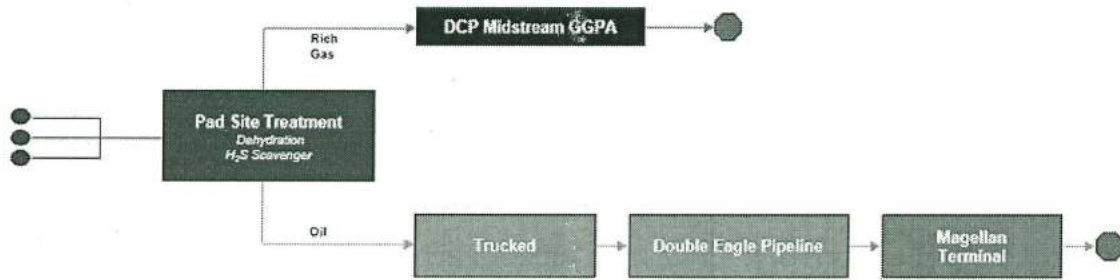 DCP Midstream GGPA
Rich
Gas
Pad Site Treatment
Dehydration
H₂S Scavenger
Oil
Trucked
Double Eagle Pipeline
Magellan
Terminal